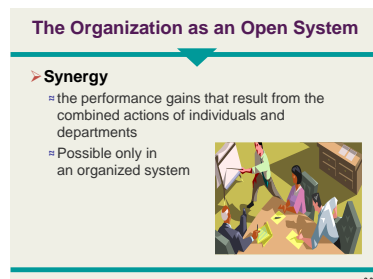 The Organization as an Open System
➢Synergy
≈the performance gains that result from the
combined actions of individuals and
departments
≈Possible only in
an organized system